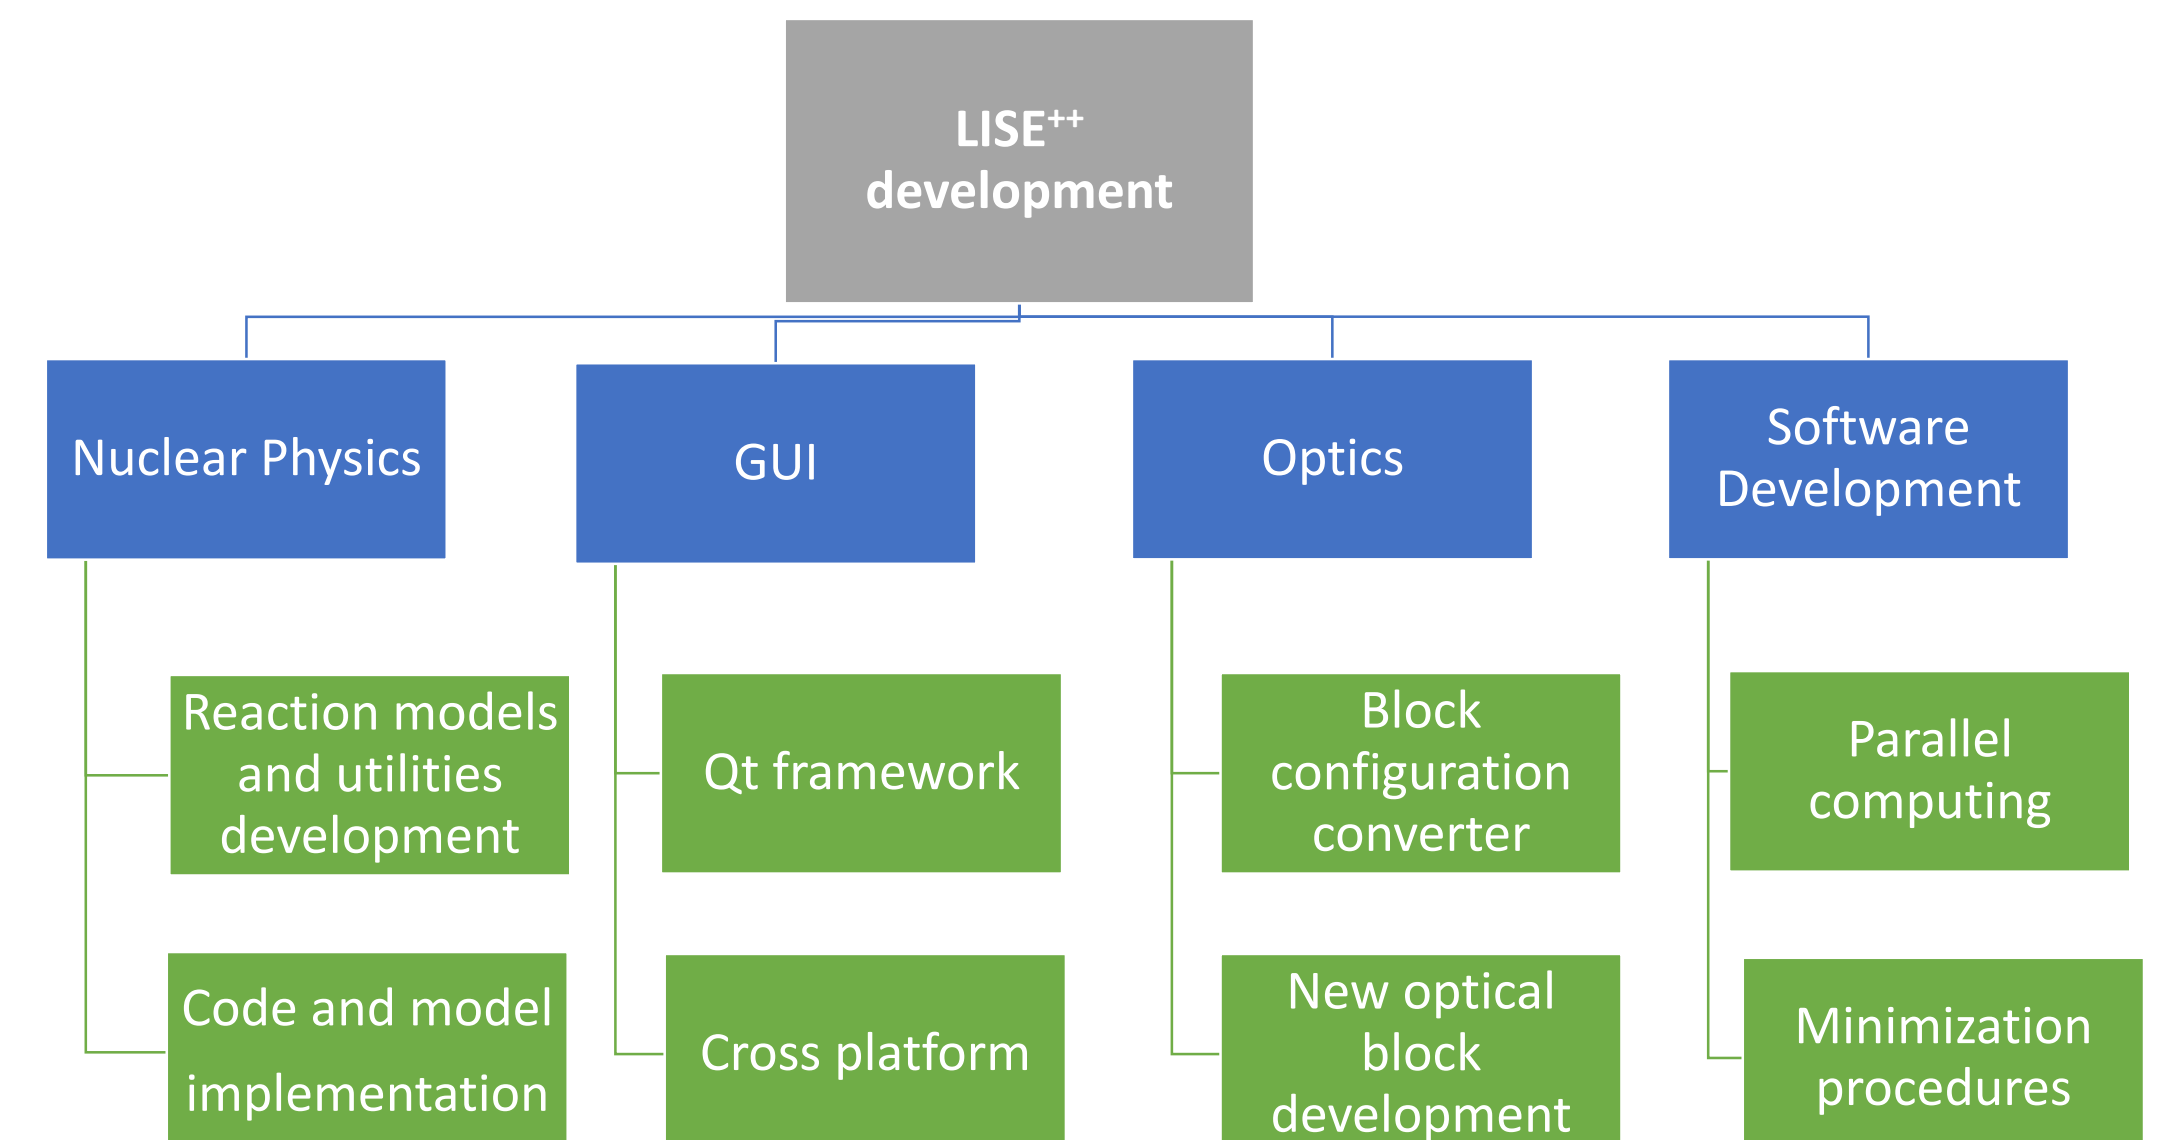 LISE++
development
Nuclear Physics
GUI
Optics
Software
Development
Reaction models
and utilities
development
Qt framework
Block
configuration
converter
Parallel
computing
Code and model
implementation
Cross platform
New optical
block
development
Minimization
procedures